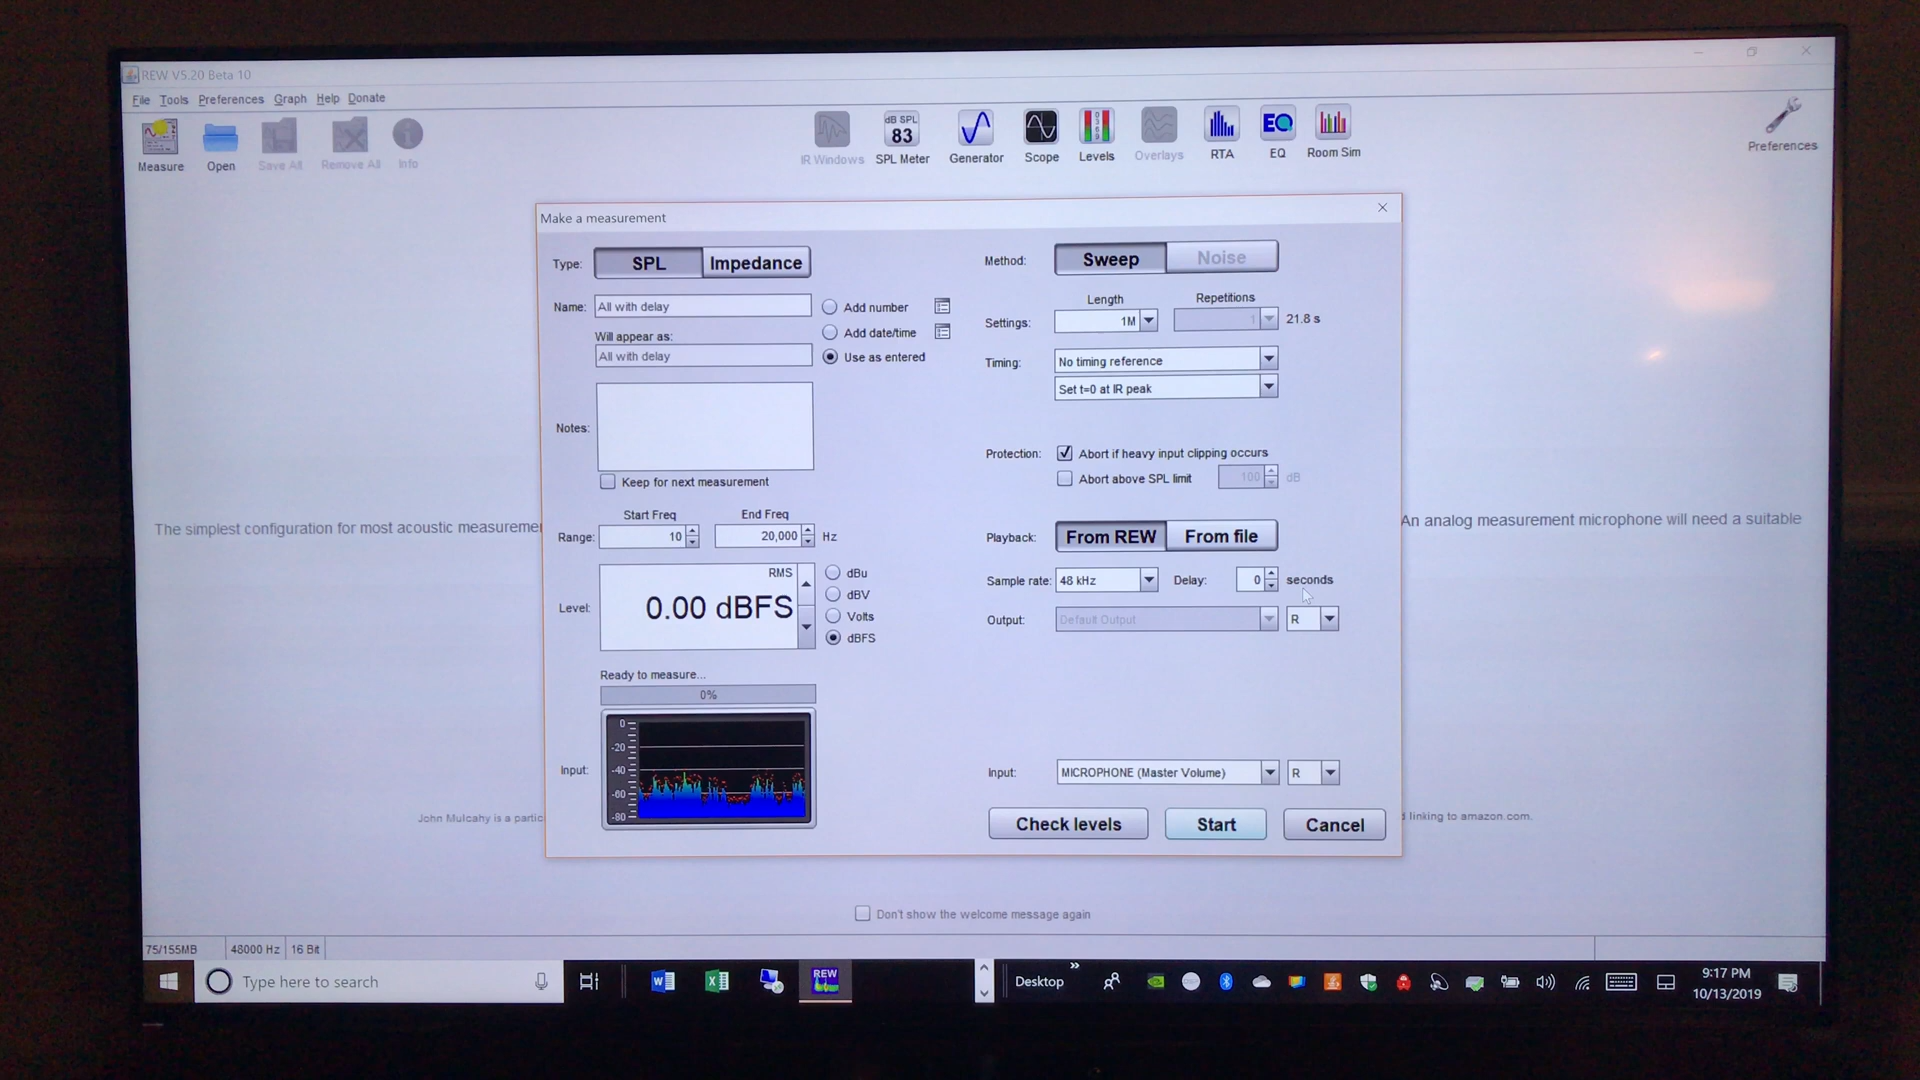 REW V5.20 Beta 10
File Tools Preferences Graph Help Donate
Measure Open Save All Remove All Info
IR Windows dB SPL 83 SPL Meter Generator Scope Levels Overlays RTA EQ EQ Room Sim
Preferences
Make a measurement
Type: SPL Impedance
Method: Sweep Noise
Name: All with delay
Add number
Will appear as:
Add date/time
All with delay
Use as entered
Length Repetitions
Settings: 1M 1 21.8 s
Timing: No timing reference
Set t=0 at IR peak
Notes:
Keep for next measurement
Protection: Abort if heavy input clipping occurs
Abort above SPL limit 100 dB
The simplest configuration for most acoustic measuremen
An analog measurement microphone will need a suitable
Start Freq End Freq
Range: 10 20,000 Hz
Playback: From REW From file
Level: RMS
0.00 dBFS
dBu
dBV
Volts
dBFS
Sample rate: 48 kHz Delay: 0 seconds
Output: Default Output R
Ready to measure...
0%
Input:
0
-20
-40
-60
-80
Input: MICROPHONE (Master Volume) R
Check levels Start Cancel
John Mulcahy is a partic
linking to amazon.com.
Don't show the welcome message again
75/155MB 48000 Hz 16 Bit
Type here to search
REW
Desktop
9:17 PM
10/13/2019